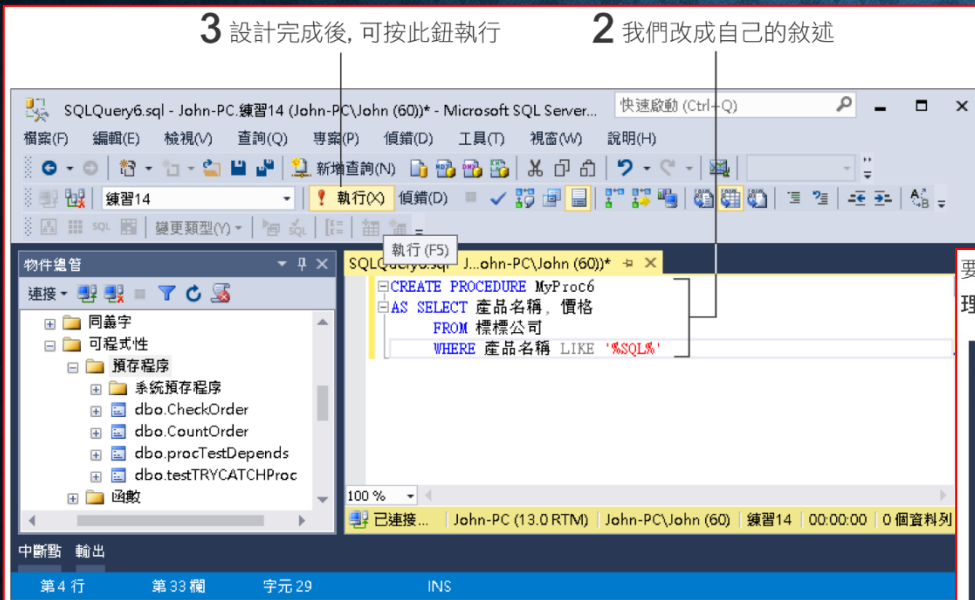 3 設計完成後, 可按此鈕執行
2 我們改成自己的敘述
SQLQuery6.sql - John-PC.練習14 (John-PC\John (60))* - Microsoft SQL Server...
快速啟動 (Ctrl+Q)
檔案(F) 編輯(E) 檢視(V) 查詢(Q) 專案(P) 偵錯(D) 工具(T) 視窗(W) 說明(H)
新增查詢(N)
練習14
執行(X) 偵錯(D)
SQL 變更類型(Y)
執行 (F5)
物件總管
連接
同義字
可程式性
預存程序
系統預存程序
dbo.CheckOrder
dbo.CountOrder
dbo.procTestDepends
dbo.testTRYCATCHProc
函數
SQLQuery6.sql - J...ohn-PC\John (60))*
CREATE PROCEDURE MyProc6
AS SELECT 產品名稱, 價格
FROM 標標公司
WHERE 產品名稱 LIKE '%SQL%'
100 %
已連接... John-PC (13.0 RTM) John-PC\John (60) 練習14 00:00:00 0 個資料列
中斷點 輸出
第 4 行 第 33 欄 字元 29 INS
要
理